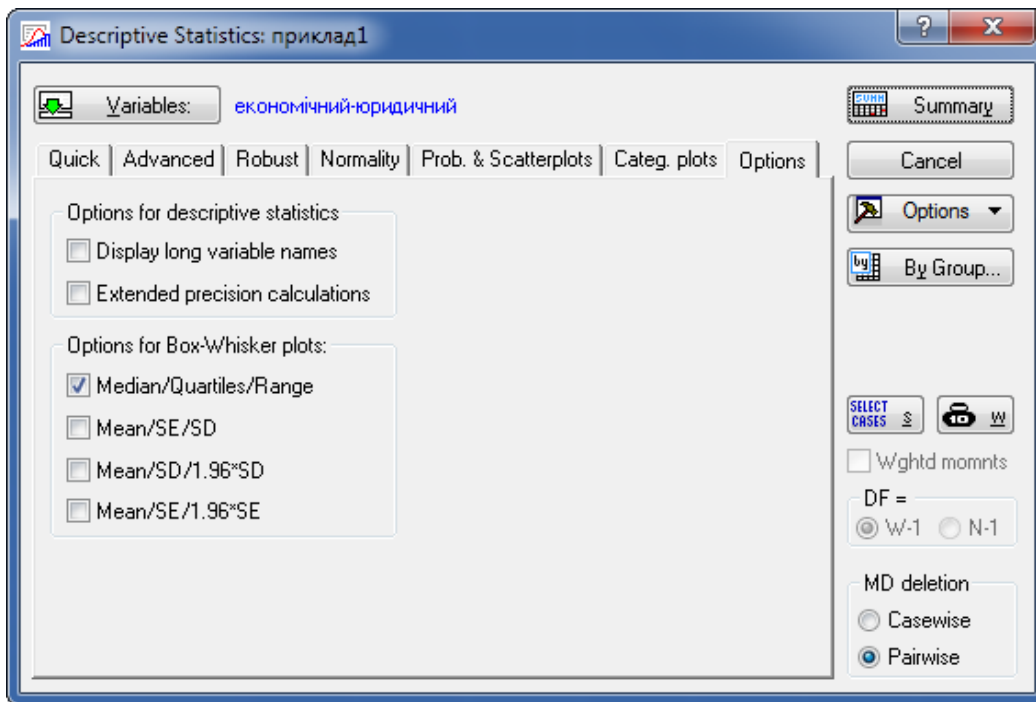 Descriptive Statistics: приклад1
?
X
Variables:
економічний-юридичний
Summary
SUMM
Quick
Advanced
Robust
Normality
Prob. & Scatterplots
Categ. plots
Options
Cancel
Options
By Group...
by
Options for descriptive statistics
Display long variable names
Extended precision calculations
Options for Box-Whisker plots:
Median/Quartiles/Range
Mean/SE/SD
Mean/SD/1.96*SD
Mean/SE/1.96*SE
SELECT CASES S
W
Wghtd momnts
DF =
W-1
N-1
MD deletion
Casewise
Pairwise